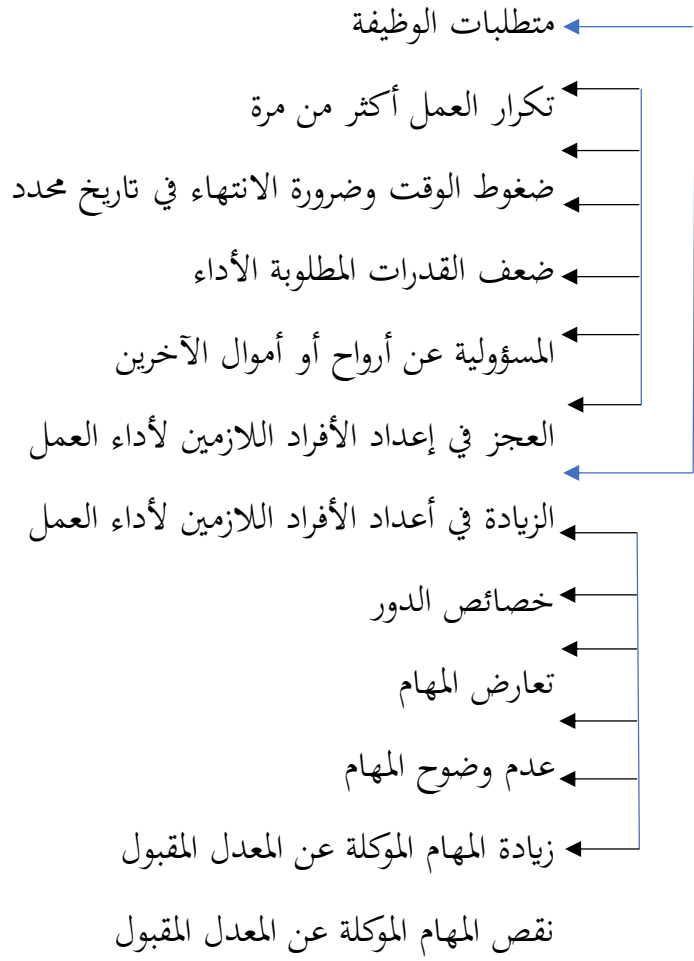 متطلبات الوظيفة
تكرار العمل أكثر من مرة
ضغوط الوقت وضرورة الانتهاء في تاريخ محدد
ضعف القدرات المطلوبة الأداء
المسؤولية عن أرواح أو أموال الآخرين
العجز في إعداد الأفراد اللازمين لأداء العمل
الزيادة في أعداد الأفراد اللازمين لأداء العمل
خصائص الدور
تعارض المهام
عدم وضوح المهام
زيادة المهام الموكلة عن المعدل المقبول
نقص المهام الموكلة عن المعدل المقبول